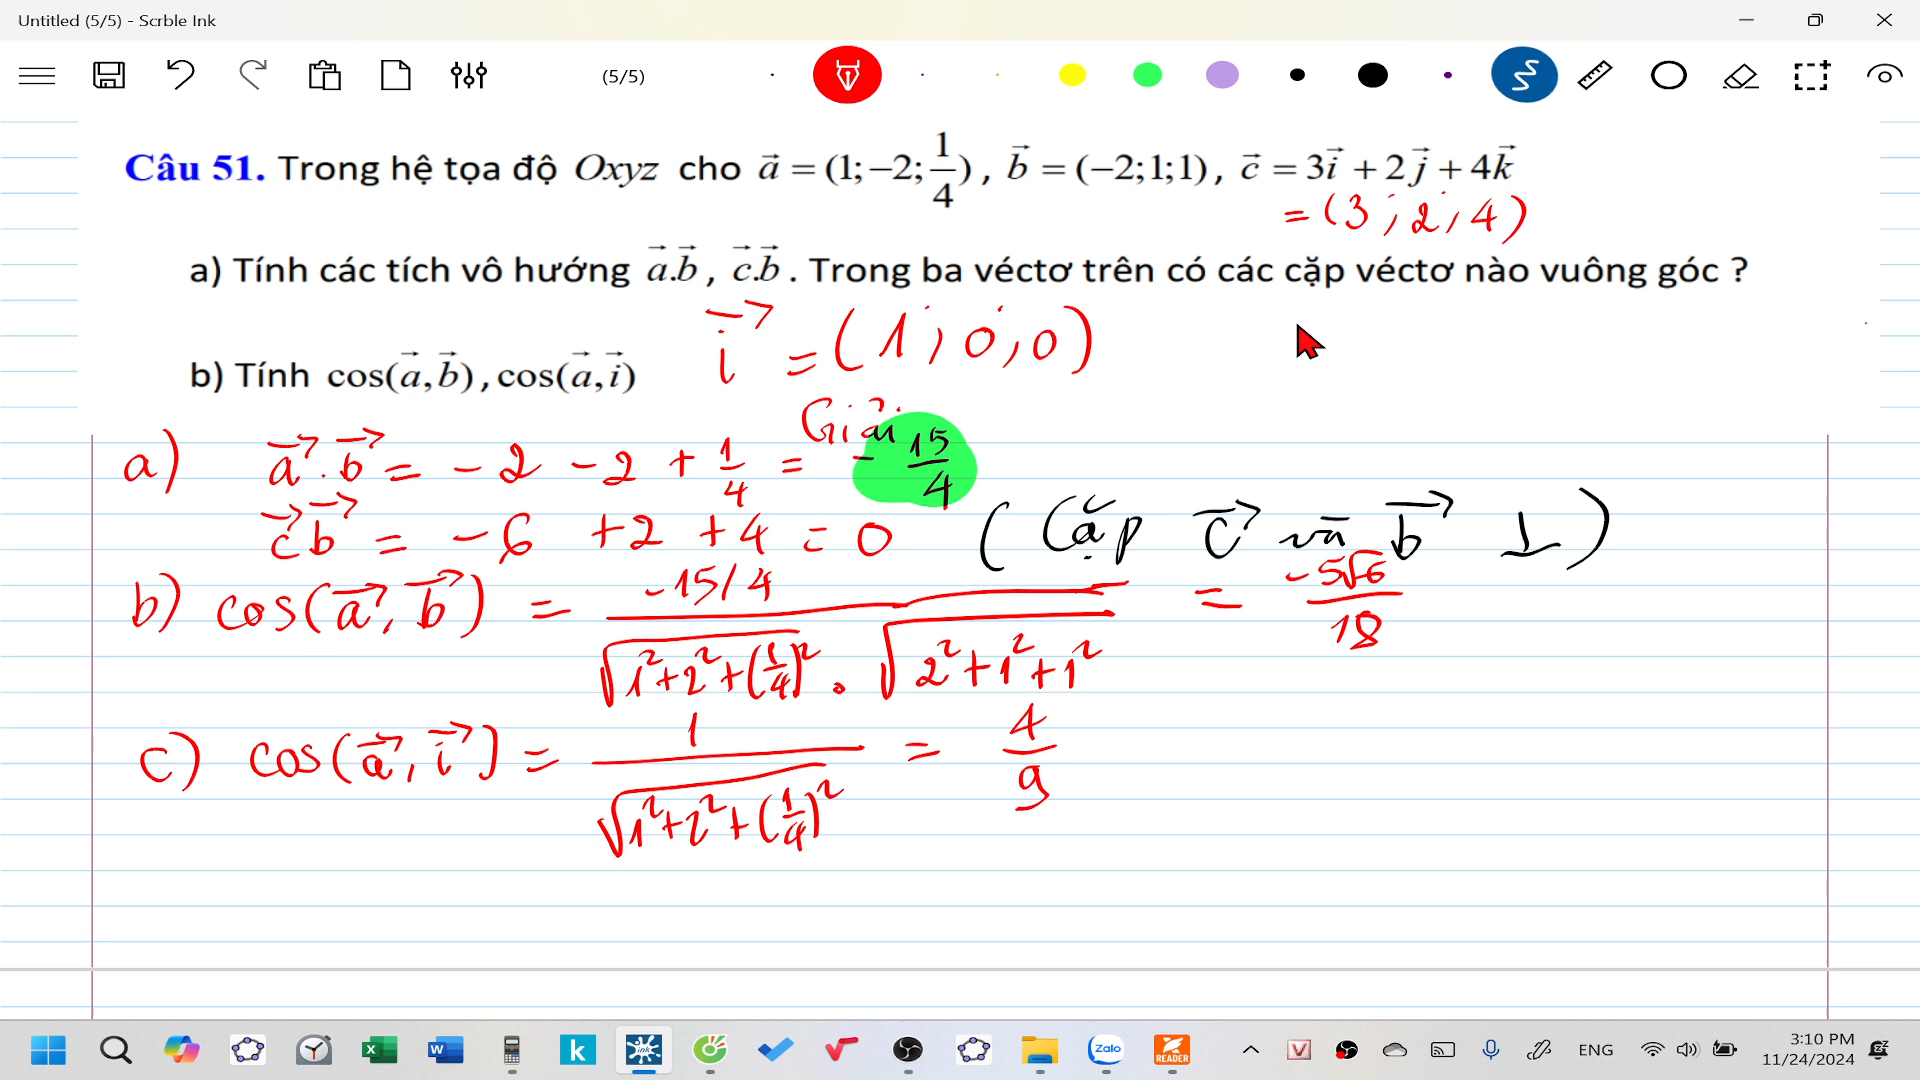 Untitled (5/5) - Scrble Ink
(5/5)
Câu 51. Trong hệ tọa độ Oxyz cho a⃗ = (1;−2;1/4), b⃗ = (−2;1;1), c⃗ = 3i⃗ + 2j⃗ + 4k⃗
= (3; 2; 4)
a) Tính các tích vô hướng a⃗.b⃗, c⃗.b⃗. Trong ba véctơ trên có các cặp véctơ nào vuông góc ?
i⃗ = (1; 0; 0)
b) Tính cos(a⃗,b⃗), cos(a⃗,i⃗)
Giải
a) a⃗.b⃗ = −2 −2 + 1/4 = −15/4
c⃗b⃗ = −6 +2 +4 = 0 (Cặp c⃗ và b⃗ ⊥)
b) cos(a⃗, b⃗) = (−15/4)/(√(1²+2²+(1/4)²) . √(2²+1²+1²)) = −5√6/18
c) cos(a⃗, i⃗) = 1/√(1²+2²+(1/4)²) = 4/9
ink
Zalo
READER
ENG
3:10 PM
11/24/2024